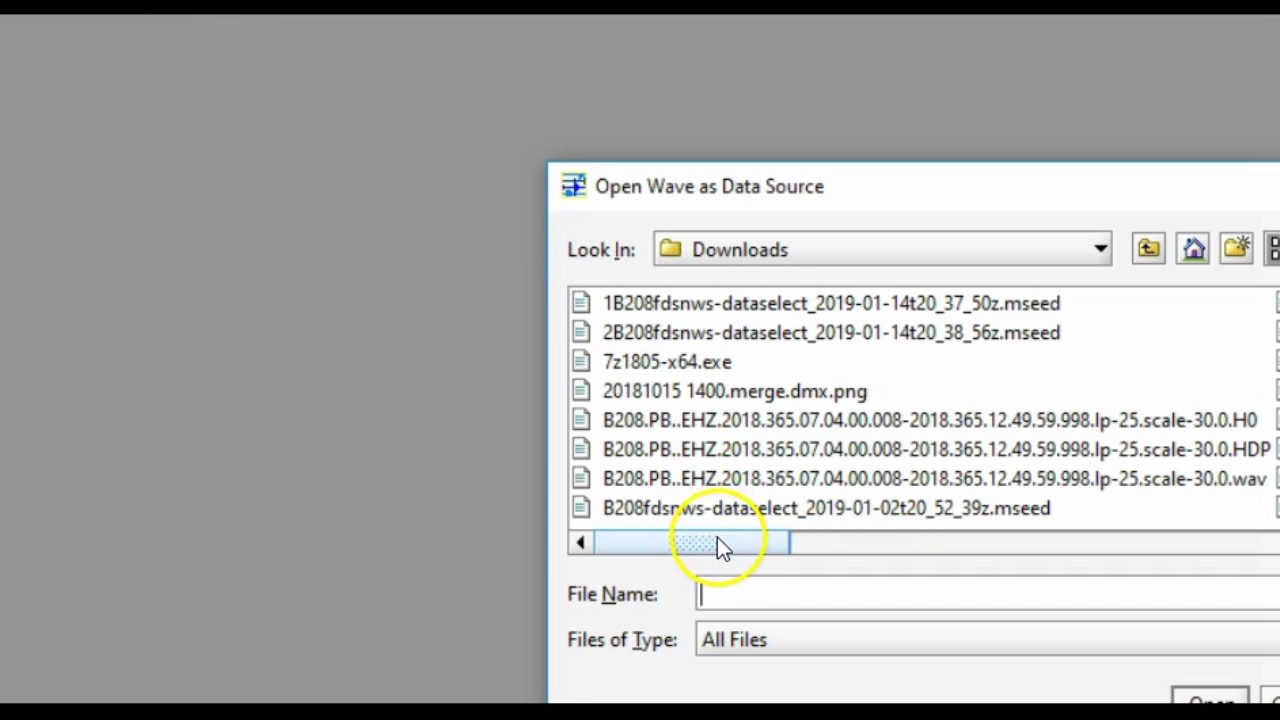 Open Wave as Data Source
Look In: Downloads
1B208fdsnws-dataselect_2019-01-14t20_37_50z.mseed
2B208fdsnws-dataselect_2019-01-14t20_38_56z.mseed
7z1805-x64.exe
20181015 1400.merge.dmx.png
B208.PB..EHZ.2018.365.07.04.00.008-2018.365.12.49.59.998.lp-25.scale-30.0.H0
B208.PB..EHZ.2018.365.07.04.00.008-2018.365.12.49.59.998.lp-25.scale-30.0.HDP
B208.PB..EHZ.2018.365.07.04.00.008-2018.365.12.49.59.998.lp-25.scale-30.0.wav
B208fdsnws-dataselect_2019-01-02t20_52_39z.mseed
File Name:
Files of Type: All Files
Open